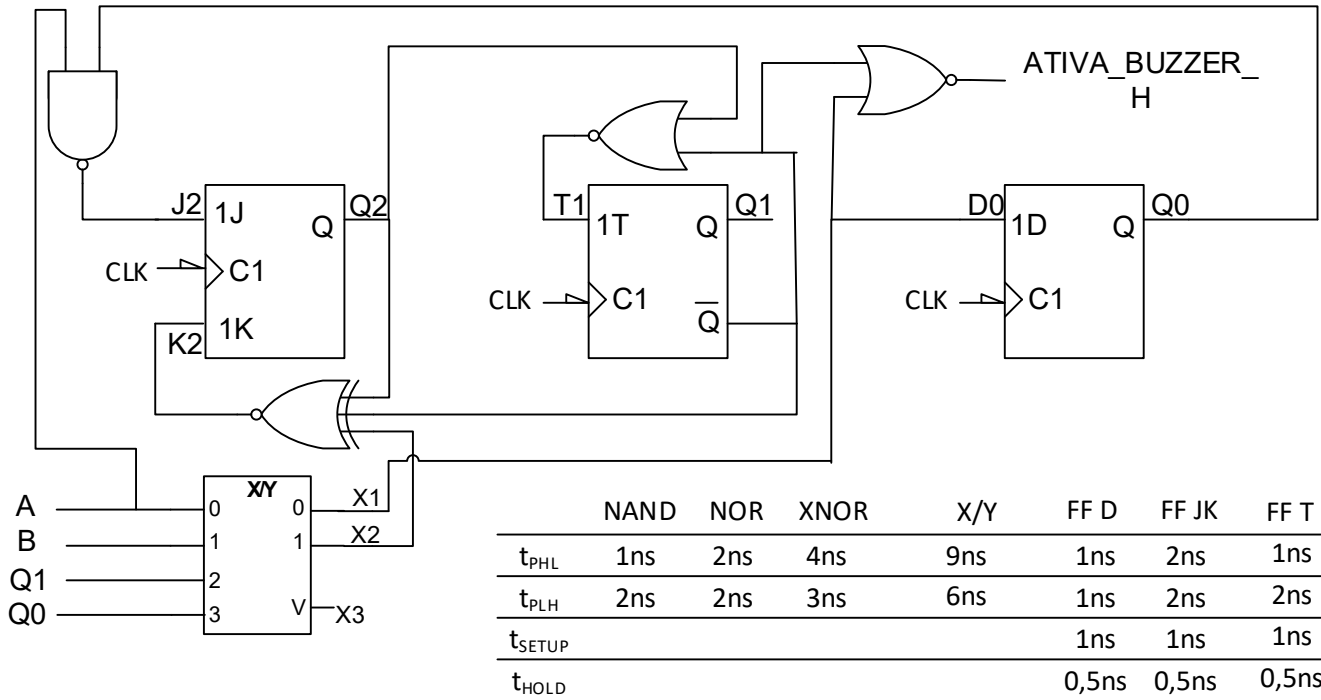 ATIVA_BUZZER_
H
J2 1J Q Q2
CLK C1
K2 1K
T1 1T Q Q1
CLK C1 Q̅
D0 1D Q Q0
CLK C1
X/Y
A 0 0 X1
B 1 1 X2
Q1 2
Q0 3 V X3
NAND NOR XNOR X/Y FF D FF JK FF T
tPHL 1ns 2ns 4ns 9ns 1ns 2ns 1ns
tPLH 2ns 2ns 3ns 6ns 1ns 2ns 2ns
tSETUP 1ns 1ns 1ns
tHOLD 0,5ns 0,5ns 0,5ns